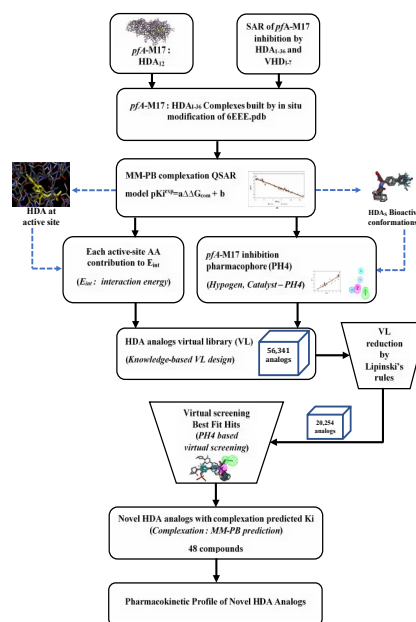 pfA-M17 :
HDA12
SAR of pfA-M17
inhibition by
HDA1-36 and
VHD1-7
pfA-M17 : HDA1-36 Complexes built by in situ
modification of 6EEE.pdb
MM-PB complexation QSAR
model pKi exp=aΔΔGcom + b
HDA at
active site
HDAx Bioactive
conformations
Each active-site AA
contribution to Eint
(Eint : interaction energy)
pfA-M17 inhibition
pharmacophore (PH4)
(Hypogen, Catalyst – PH4)
HDA analogs virtual library (VL)
(Knowledge-based VL design)
56,341
analogs
VL
reduction
by
Lipinski's
rules
20,254
analogs
Virtual screening
Best Fit Hits
(PH4 based
virtual screening)
Novel HDA analogs with complexation predicted Ki
(Complexation : MM-PB prediction)
48 compounds
Pharmacokinetic Profile of Novel HDA Analogs